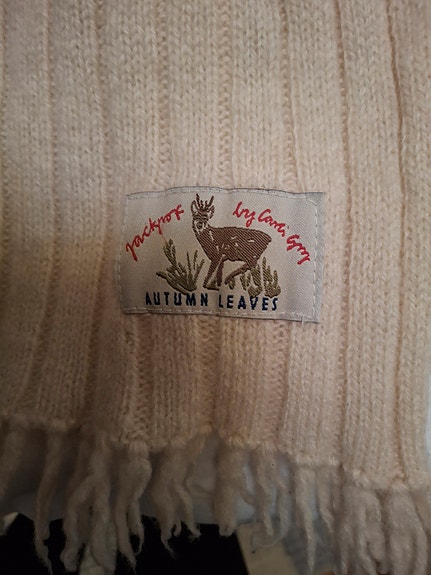 Jackpot by Carli Gry
AUTUMN LEAVES